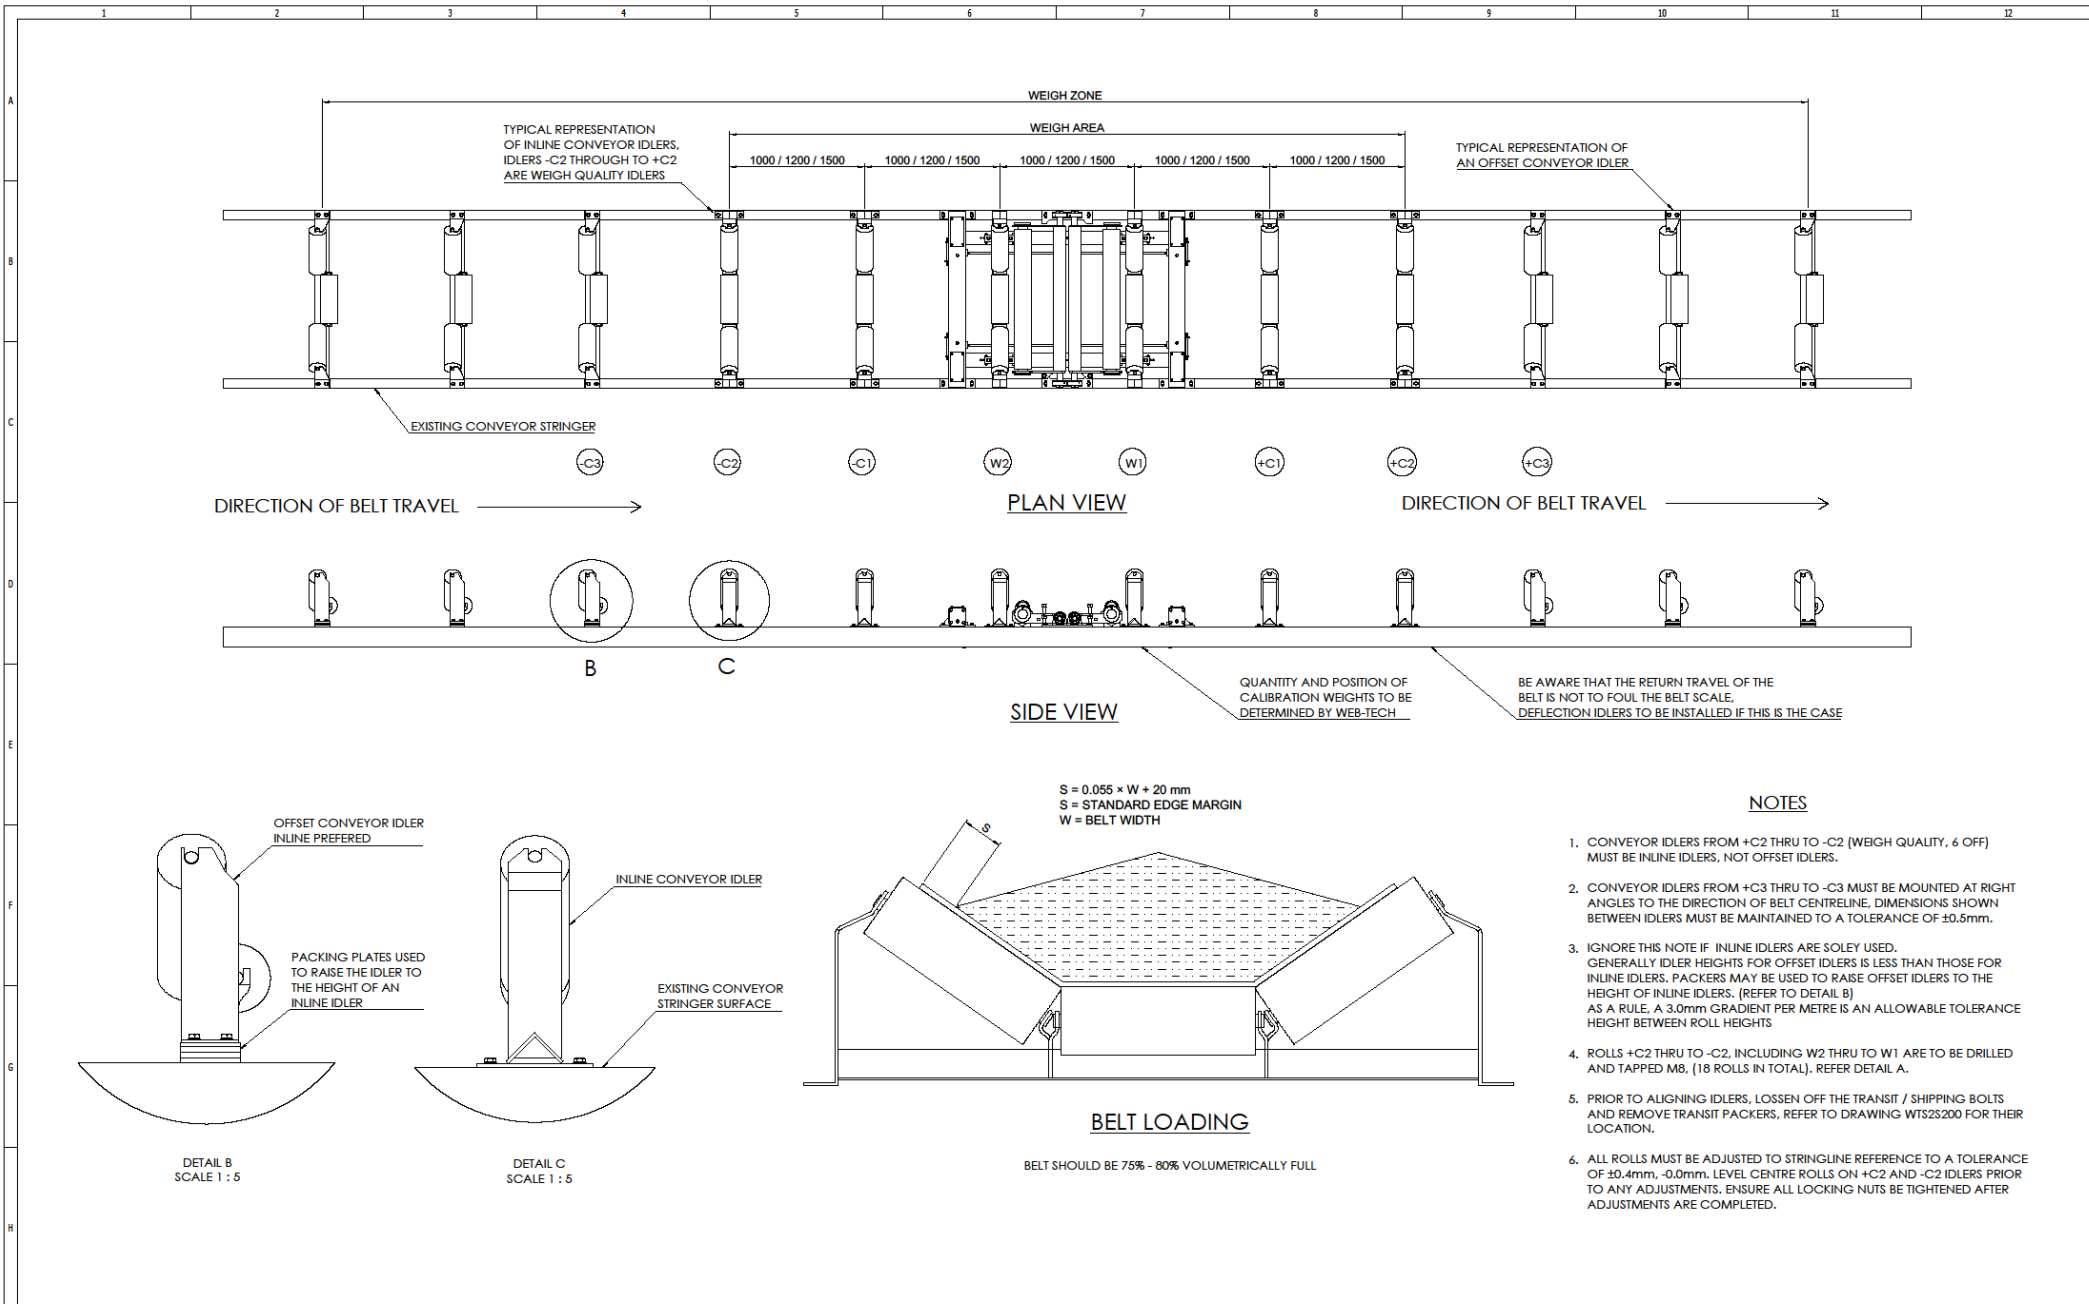 1 2 3 4 5 6 7 8 9 10 11 12
A
B
C
D
E
F
G
H
WEIGH ZONE
WEIGH AREA
1000 / 1200 / 1500 1000 / 1200 / 1500 1000 / 1200 / 1500 1000 / 1200 / 1500 1000 / 1200 / 1500
TYPICAL REPRESENTATION
OF INLINE CONVEYOR IDLERS,
IDLERS -C2 THROUGH TO +C2
ARE WEIGH QUALITY IDLERS
TYPICAL REPRESENTATION OF
AN OFFSET CONVEYOR IDLER
EXISTING CONVEYOR STRINGER
-C3 -C2 -C1 W2 W1 +C1 +C2 +C3
DIRECTION OF BELT TRAVEL
PLAN VIEW
DIRECTION OF BELT TRAVEL
B
C
SIDE VIEW
QUANTITY AND POSITION OF
CALIBRATION WEIGHTS TO BE
DETERMINED BY WEB-TECH
BE AWARE THAT THE RETURN TRAVEL OF THE
BELT IS NOT TO FOUL THE BELT SCALE,
DEFLECTION IDLERS TO BE INSTALLED IF THIS IS THE CASE
OFFSET CONVEYOR IDLER
INLINE PREFERED
PACKING PLATES USED
TO RAISE THE IDLER TO
THE HEIGHT OF AN
INLINE IDLER
DETAIL B
SCALE 1 : 5
INLINE CONVEYOR IDLER
EXISTING CONVEYOR
STRINGER SURFACE
DETAIL C
SCALE 1 : 5
S = 0.055 × W + 20 mm
S = STANDARD EDGE MARGIN
W = BELT WIDTH
S
BELT LOADING
BELT SHOULD BE 75% - 80% VOLUMETRICALLY FULL
NOTES
1. CONVEYOR IDLERS FROM +C2 THRU TO -C2 (WEIGH QUALITY, 6 OFF)
MUST BE INLINE IDLERS, NOT OFFSET IDLERS.
2. CONVEYOR IDLERS FROM +C3 THRU TO -C3 MUST BE MOUNTED AT RIGHT
ANGLES TO THE DIRECTION OF BELT CENTRELINE, DIMENSIONS SHOWN
BETWEEN IDLERS MUST BE MAINTAINED TO A TOLERANCE OF ±0.5mm.
3. IGNORE THIS NOTE IF INLINE IDLERS ARE SOLEY USED.
GENERALLY IDLER HEIGHTS FOR OFFSET IDLERS IS LESS THAN THOSE FOR
INLINE IDLERS. PACKERS MAY BE USED TO RAISE OFFSET IDLERS TO THE
HEIGHT OF INLINE IDLERS. (REFER TO DETAIL B)
AS A RULE, A 3.0mm GRADIENT PER METRE IS AN ALLOWABLE TOLERANCE
HEIGHT BETWEEN ROLL HEIGHTS
4. ROLLS +C2 THRU TO -C2, INCLUDING W2 THRU TO W1 ARE TO BE DRILLED
AND TAPPED M8, (18 ROLLS IN TOTAL). REFER DETAIL A.
5. PRIOR TO ALIGNING IDLERS, LOSSEN OFF THE TRANSIT / SHIPPING BOLTS
AND REMOVE TRANSIT PACKERS, REFER TO DRAWING WTS2S200 FOR THEIR
LOCATION.
6. ALL ROLLS MUST BE ADJUSTED TO STRINGLINE REFERENCE TO A TOLERANCE
OF ±0.4mm, -0.0mm. LEVEL CENTRE ROLLS ON +C2 AND -C2 IDLERS PRIOR
TO ANY ADJUSTMENTS. ENSURE ALL LOCKING NUTS BE TIGHTENED AFTER
ADJUSTMENTS ARE COMPLETED.